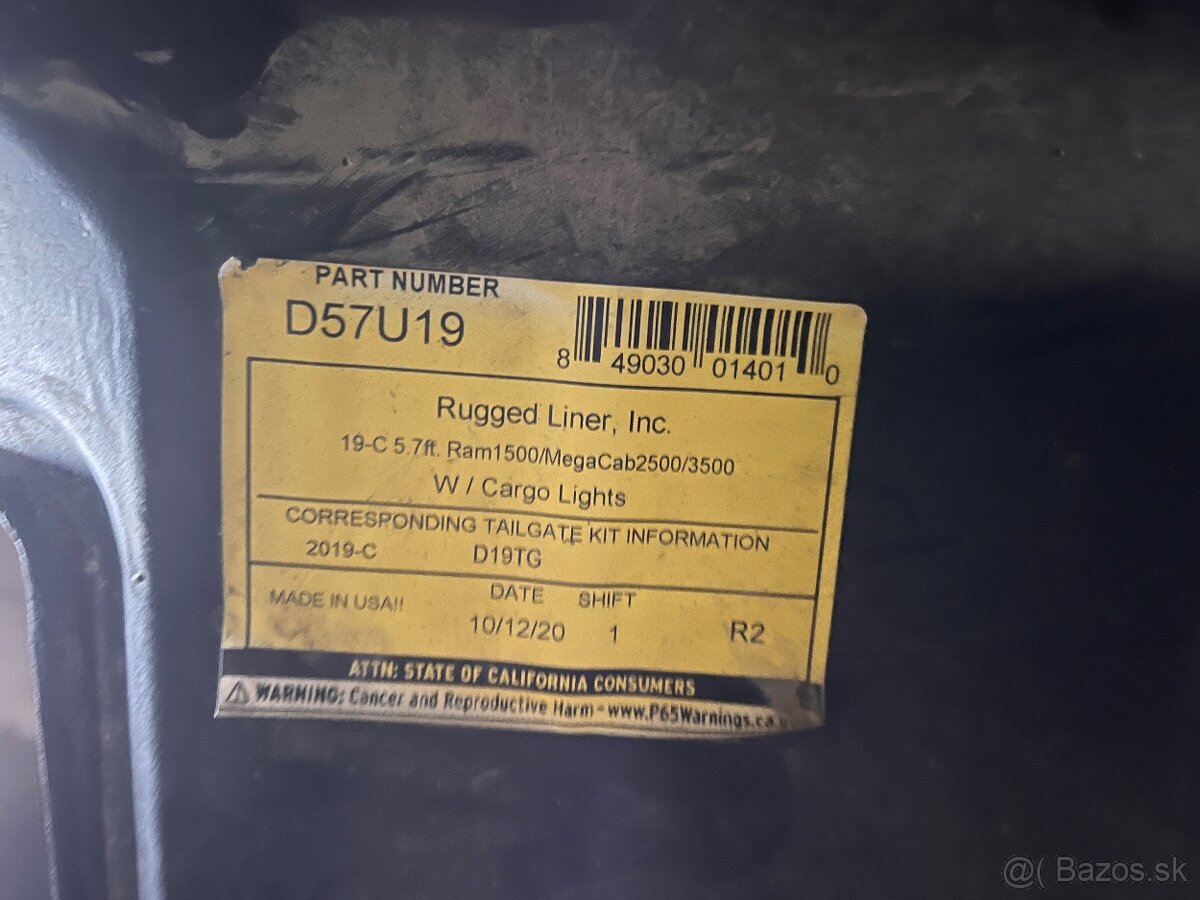 PART NUMBER
D57U19
8 49030 01401 0
Rugged Liner, Inc.
19-C 5.7ft. Ram1500/MegaCab2500/3500
W / Cargo Lights
CORRESPONDING TAILGATE KIT INFORMATION
2019-C D19TG
MADE IN USA!! DATE SHIFT
10/12/20 1 R2
ATTN: STATE OF CALIFORNIA CONSUMERS
⚠ WARNING: Cancer and Reproductive Harm - www.P65Warnings.ca
@( Bazos.sk